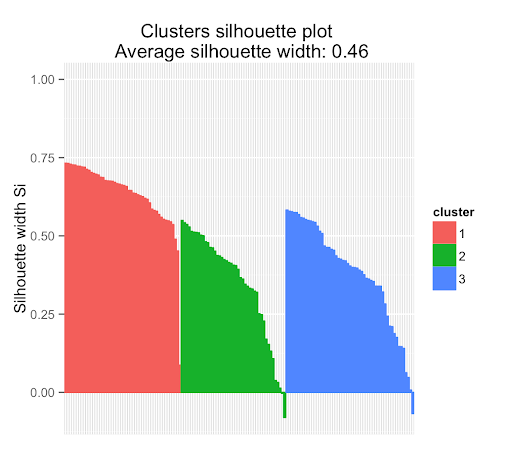 Clusters silhouette plot
Average silhouette width: 0.46
1.00
0.75
0.50
0.25
0.00
Silhouette width Si
cluster
1
2
3